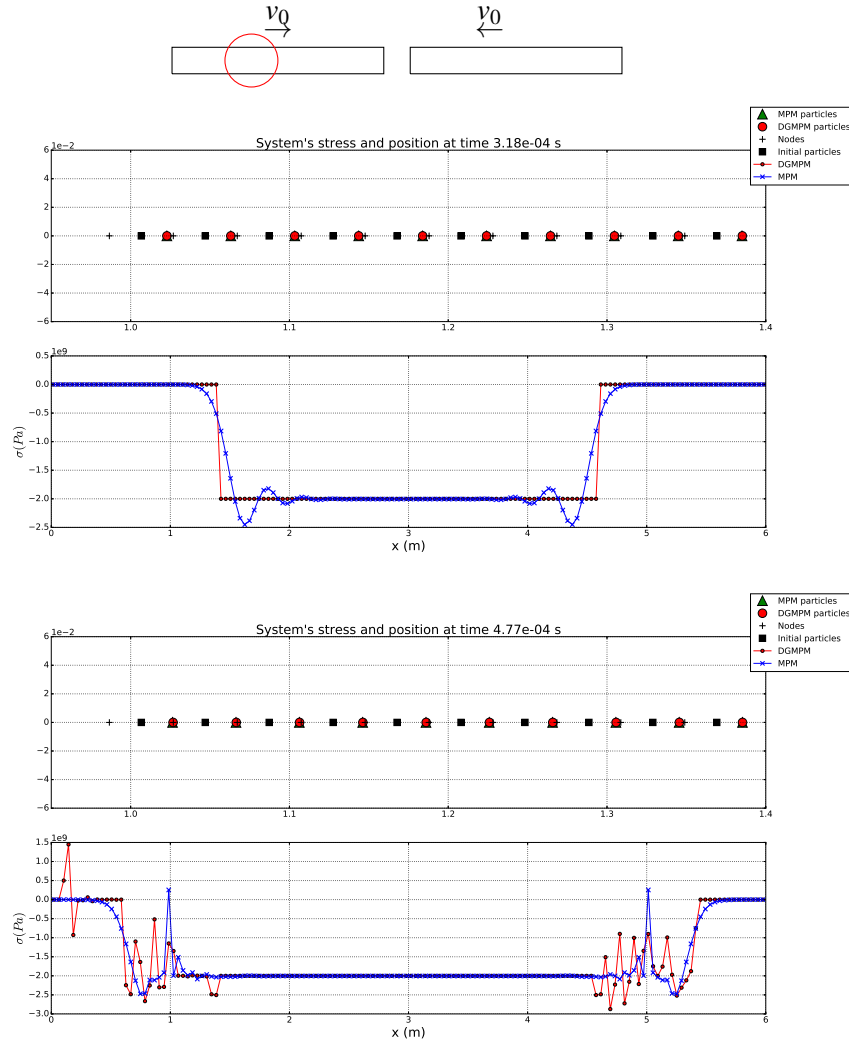 v0 v0
MPM particles
DGMPM particles
Nodes
Initial particles
DGMPM
MPM
System's stress and position at time 3.18e-04 s
1e-2
6
4
2
0
−2
−4
−6
1.0 1.1 1.2 1.3 1.4
1e9
0.5
0.0
−0.5
−1.0
−1.5
−2.0
−2.5
σ(Pa)
1 2 3 4 5 6
x (m)
MPM particles
DGMPM particles
Nodes
Initial particles
DGMPM
MPM
System's stress and position at time 4.77e-04 s
1e-2
6
4
2
0
−2
−4
−6
1.0 1.1 1.2 1.3 1.4
1e9
1.5
1.0
0.5
0.0
−0.5
−1.0
−1.5
−2.0
−2.5
−3.0
σ(Pa)
1 2 3 4 5 6
x (m)